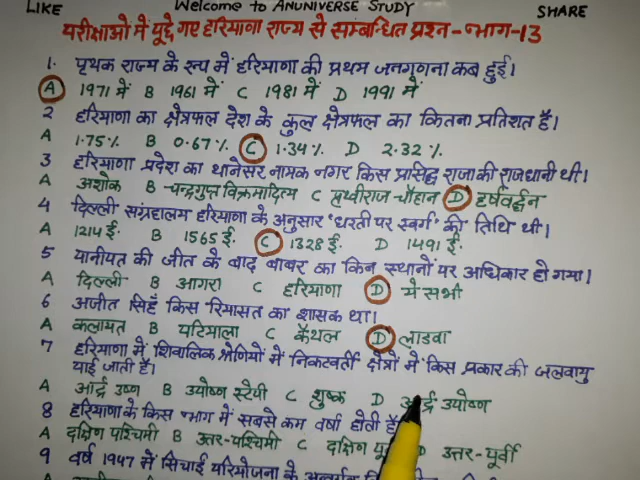 LIKE Welcome to ANUNIVERSE STUDY SHARE
परीक्षाओं में पूछे गए हरियाणा राज्य से सम्बन्धित प्रश्न-भाग-13
1. पृथक राज्य के रूप में हरियाणा की प्रथम जनगणना कब हुई।
A 1971 में B 1961 में C 1981 में D 1991 में
2 हरियाणा का क्षेत्रफल देश के कुल क्षेत्रफल का कितना प्रतिशत है।
A 1.75% B 0.67% C 1.34% D 2.32%
3 हरियाणा प्रदेश का थानेसर नामक नगर किस प्रसिद्ध राजा की राजधानी थी।
A अशोक B चन्द्रगुप्त विक्रमादित्य C पृथ्वीराज चौहान D हर्षवर्द्धन
4 दिल्ली संग्रहालय हरियाणा के अनुसार 'धरती पर स्वर्ग' की तिथि थी।
A 1214 ई. B 1565 ई. C 1328 ई. D 1491 ई.
5 पानीपत की जीत के बाद बाबर का किन स्थानों पर अधिकार हो गया।
A दिल्ली B आगरा C हरियाणा D ये सभी
6 अजीत सिहँ किस रियासत का शासक था।
A कलायत B पटियाला C कैथल D लाडवा
7 हरियाणा में शिवालिक श्रेणियों में निकटवर्ती क्षेत्रों में किस प्रकार की जलवायु
पाई जाती है।
A आर्द्र उष्ण B उपोष्ण स्टेपी C शुष्क D आर्द्र उपोष्ण
8 हरियाणा के किस भाग में सबसे कम वर्षा होती है
A दक्षिण पश्चिमी B उत्तर-पश्चिमी C दक्षिण D उत्तर-पूर्वी
9 वर्ष 1947 में सिचाई परियोजना के अन्तर्गत